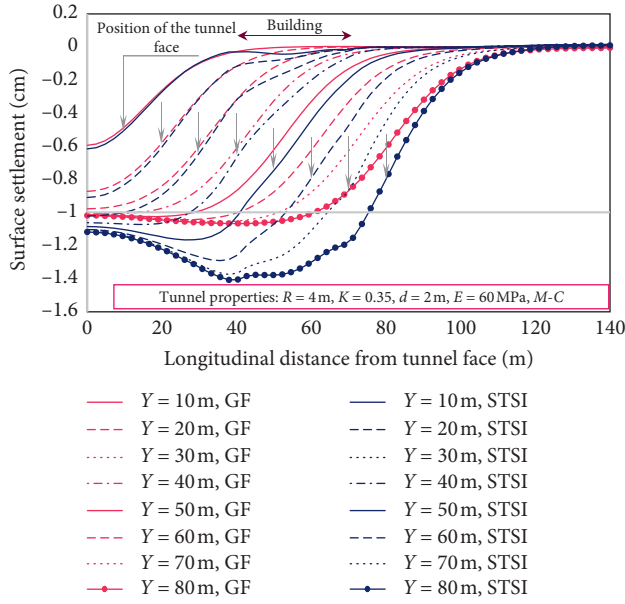 Position of the tunnel
face
Building
0
−0.2
−0.4
−0.6
−0.8
−1
−1.2
−1.4
−1.6
Surface settlement (cm)
Tunnel properties: R = 4 m, K = 0.35, d = 2 m, E = 60 MPa, M-C
0 20 40 60 80 100 120 140
Longitudinal distance from tunnel face (m)
Y = 10 m, GF
Y = 20 m, GF
Y = 30 m, GF
Y = 40 m, GF
Y = 50 m, GF
Y = 60 m, GF
Y = 70 m, GF
Y = 80 m, GF
Y = 10 m, STSI
Y = 20 m, STSI
Y = 30 m, STSI
Y = 40 m, STSI
Y = 50 m, STSI
Y = 60 m, STSI
Y = 70 m, STSI
Y = 80 m, STSI